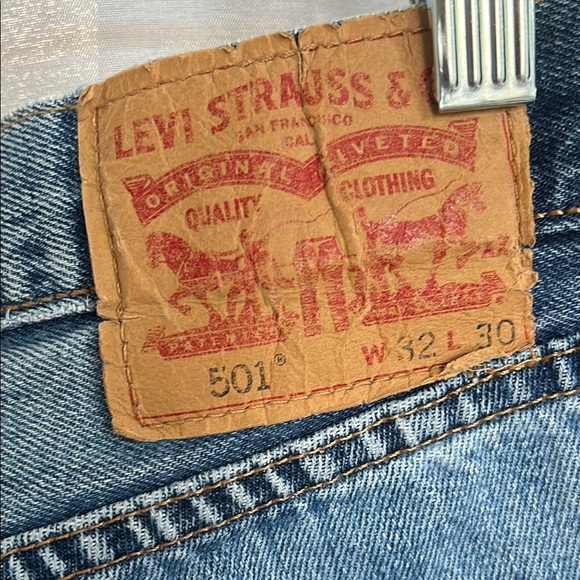 LEVI STRAUSS &
SAN FRANCISCO
CAL
ORIGINAL RIVETED
QUALITY CLOTHING
501® W 32 L 30